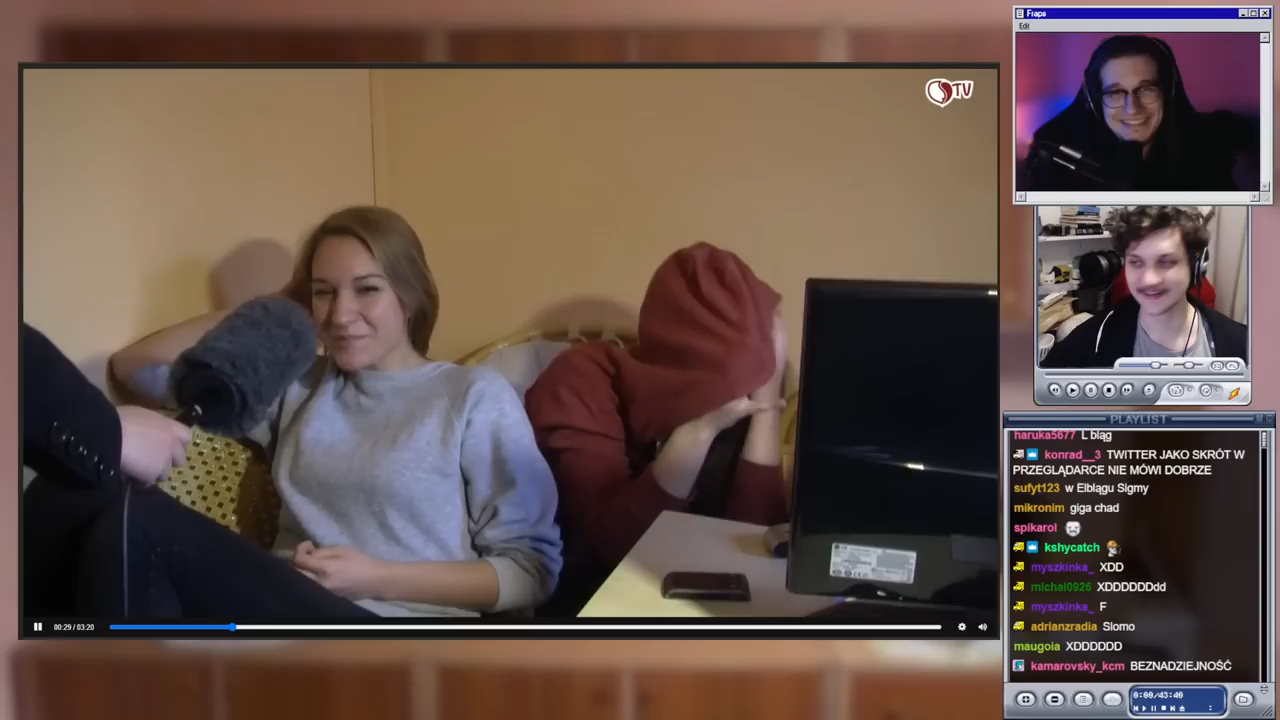 TV
00:29 / 03:20
Fraps
Edit
PLAYLIST
haruka5677 L bląg
konrad__3 TWITTER JAKO SKRÓT W
PRZEGLĄDARCE NIE MÓWI DOBRZE
sufyt123 w Elblągu Sigmy
mikronim giga chad
spikarol
kshycatch
myszkinka_ XDD
michal0926 XDDDDDDdd
myszkinka_ F
adrianzradia Slomo
maugoia XDDDDDD
kamarovsky_kcm BEZNADZIEJNOŚĆ
0:00/43:40